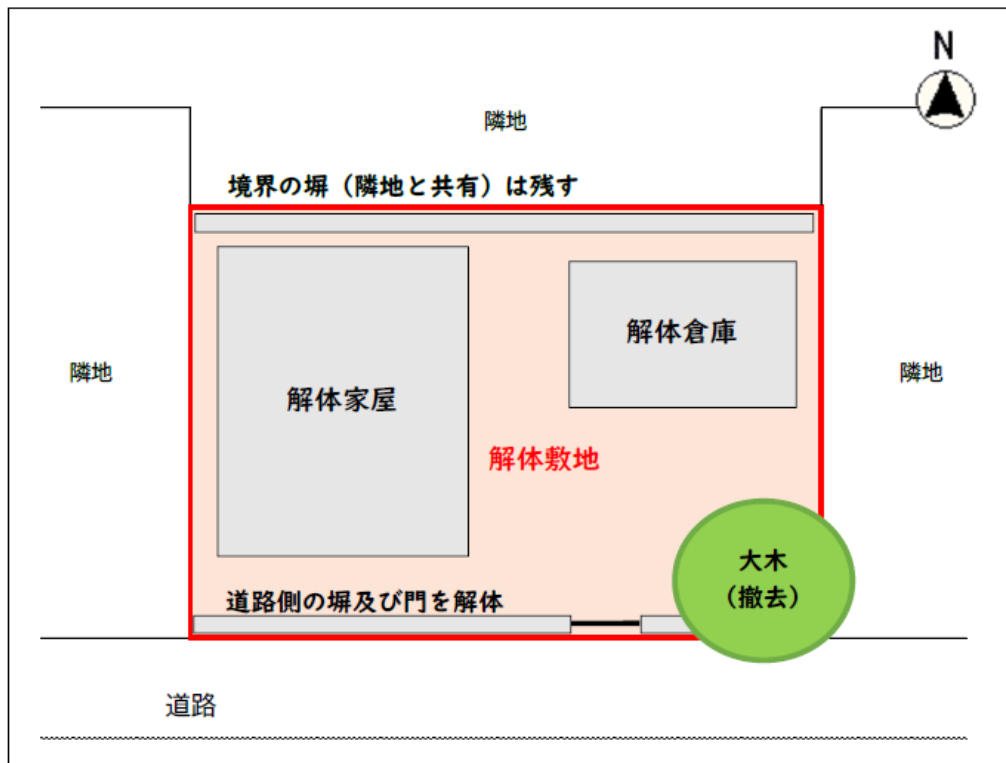 N
隣地
境界の塀（隣地と共有）は残す
解体倉庫
隣地
隣地
解体家屋
解体敷地
大木
（撤去）
道路側の塀及び門を解体
道路